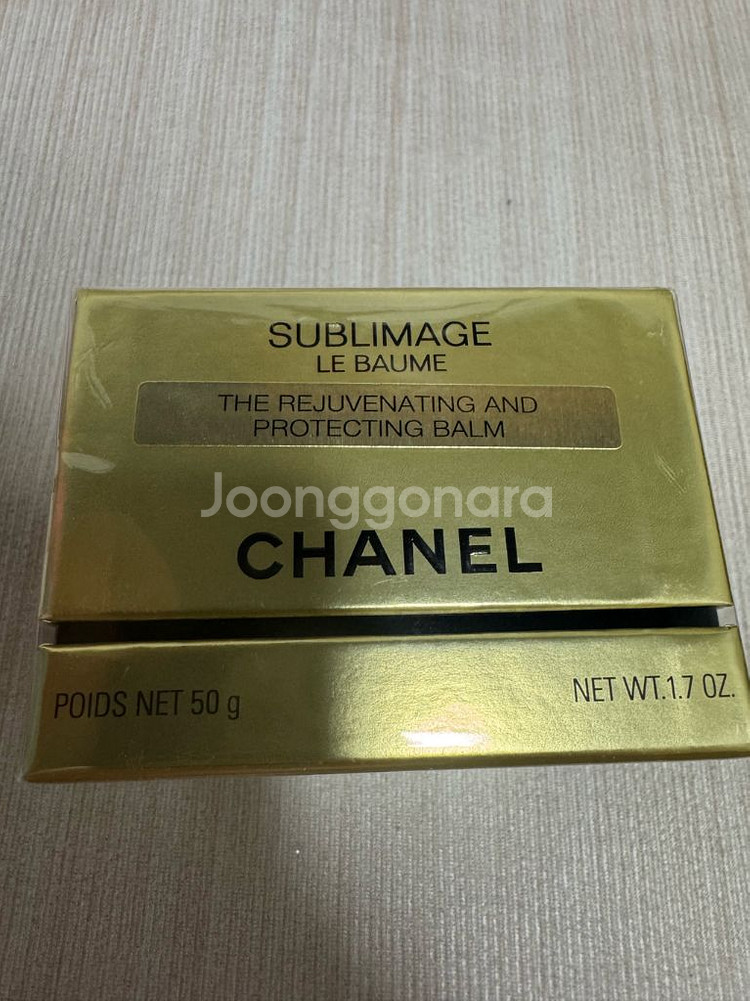 SUBLIMAGE
LE BAUME
THE REJUVENATING AND
PROTECTING BALM
Joonggonara
CHANEL
POIDS NET 50 g
NET WT.1.7 OZ.